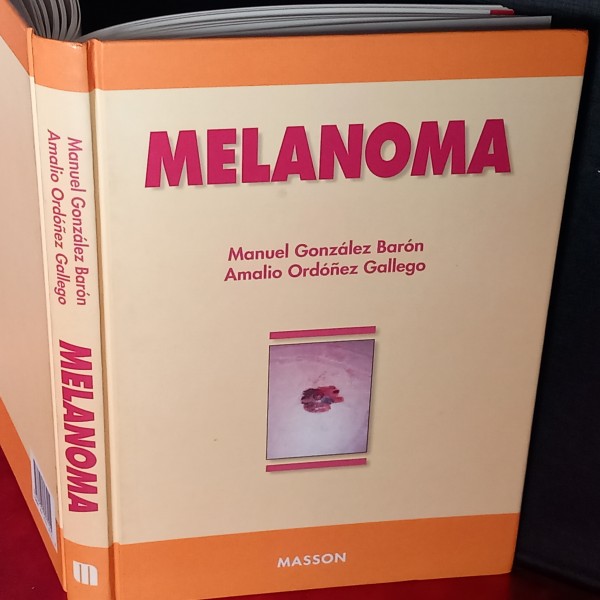 MELANOMA
Manuel González Barón
Amalio Ordóñez Gallego
MASSON
Manuel González Barón
Amalio Ordóñez Gallego
MELANOMA
m